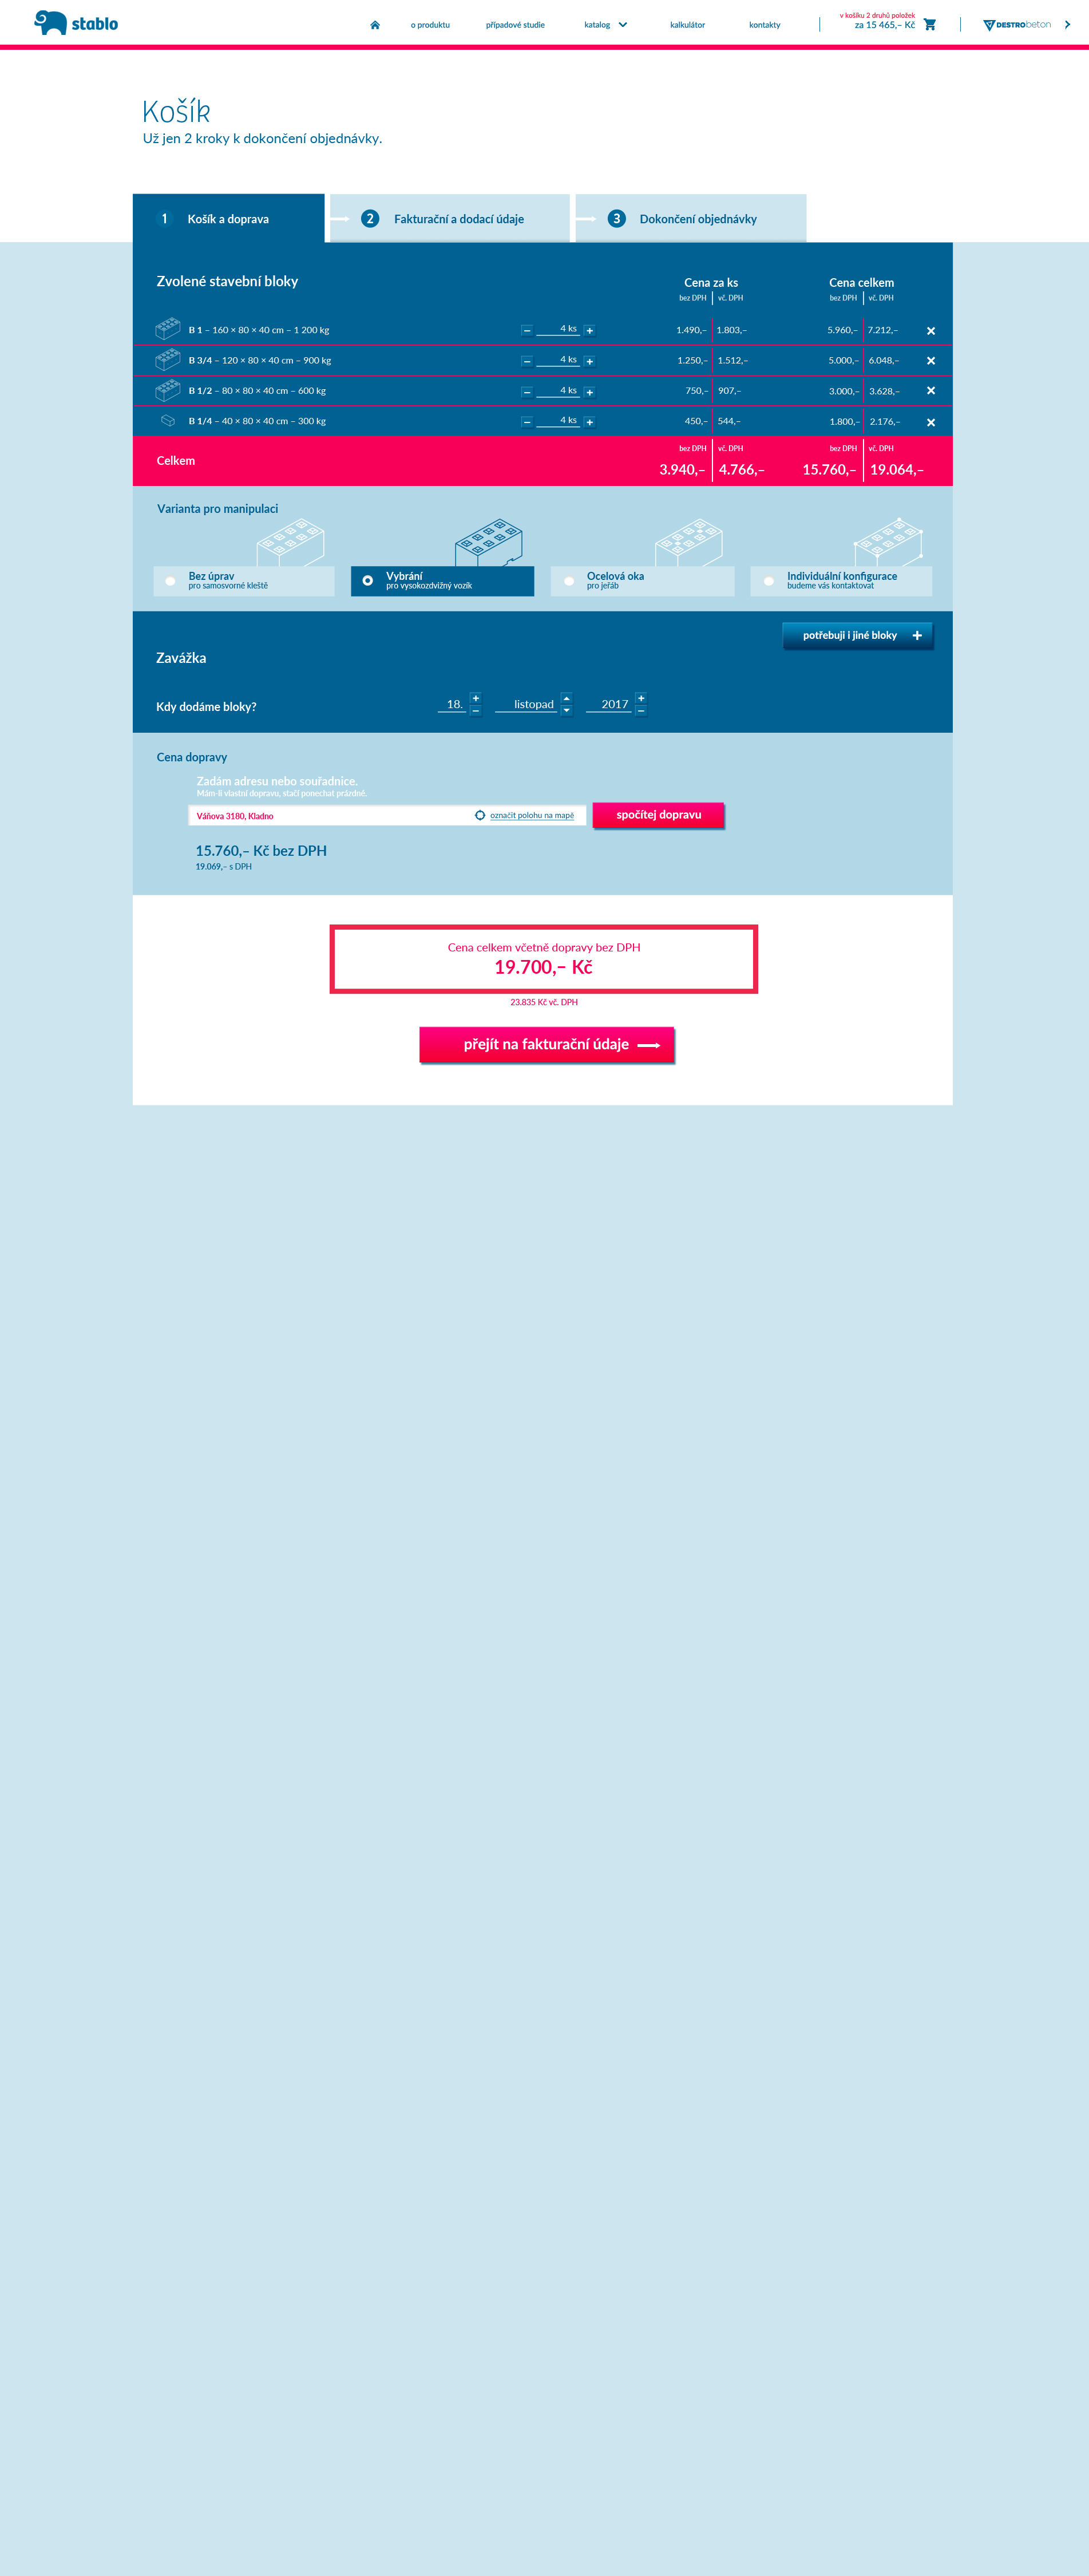 stablo
o produktu
případové studie
katalog
kalkulátor
kontakty
v košíku 2 druhů položek
za 15 465,– Kč
DESTRObeton
Košík
Už jen 2 kroky k dokončení objednávky.
1 Košík a doprava
2 Fakturační a dodací údaje
3 Dokončení objednávky
Zvolené stavební bloky
Cena za ks
Cena celkem
bez DPH vč. DPH
bez DPH vč. DPH
B 1 – 160 × 80 × 40 cm – 1 200 kg – 4 ks + 1.490,– 1.803,– 5.960,– 7.212,–
B 3/4 – 120 × 80 × 40 cm – 900 kg – 4 ks + 1.250,– 1.512,– 5.000,– 6.048,–
B 1/2 – 80 × 80 × 40 cm – 600 kg – 4 ks + 750,– 907,– 3.000,– 3.628,–
B 1/4 – 40 × 80 × 40 cm – 300 kg – 4 ks + 450,– 544,– 1.800,– 2.176,–
bez DPH vč. DPH bez DPH vč. DPH
Celkem 3.940,– 4.766,– 15.760,– 19.064,–
Varianta pro manipulaci
Bez úprav
pro samosvorné kleště
Vybrání
pro vysokozdvižný vozík
Ocelová oka
pro jeřáb
Individuální konfigurace
budeme vás kontaktovat
potřebuji i jiné bloky +
Zavážka
Kdy dodáme bloky? 18. listopad 2017
Cena dopravy
Zadám adresu nebo souřadnice.
Mám-li vlastní dopravu, stačí ponechat prázdné.
Váňova 3180, Kladno
označit polohu na mapě
spočítej dopravu
15.760,– Kč bez DPH
19.069,– s DPH
Cena celkem včetně dopravy bez DPH
19.700,– Kč
23.835 Kč vč. DPH
přejít na fakturační údaje